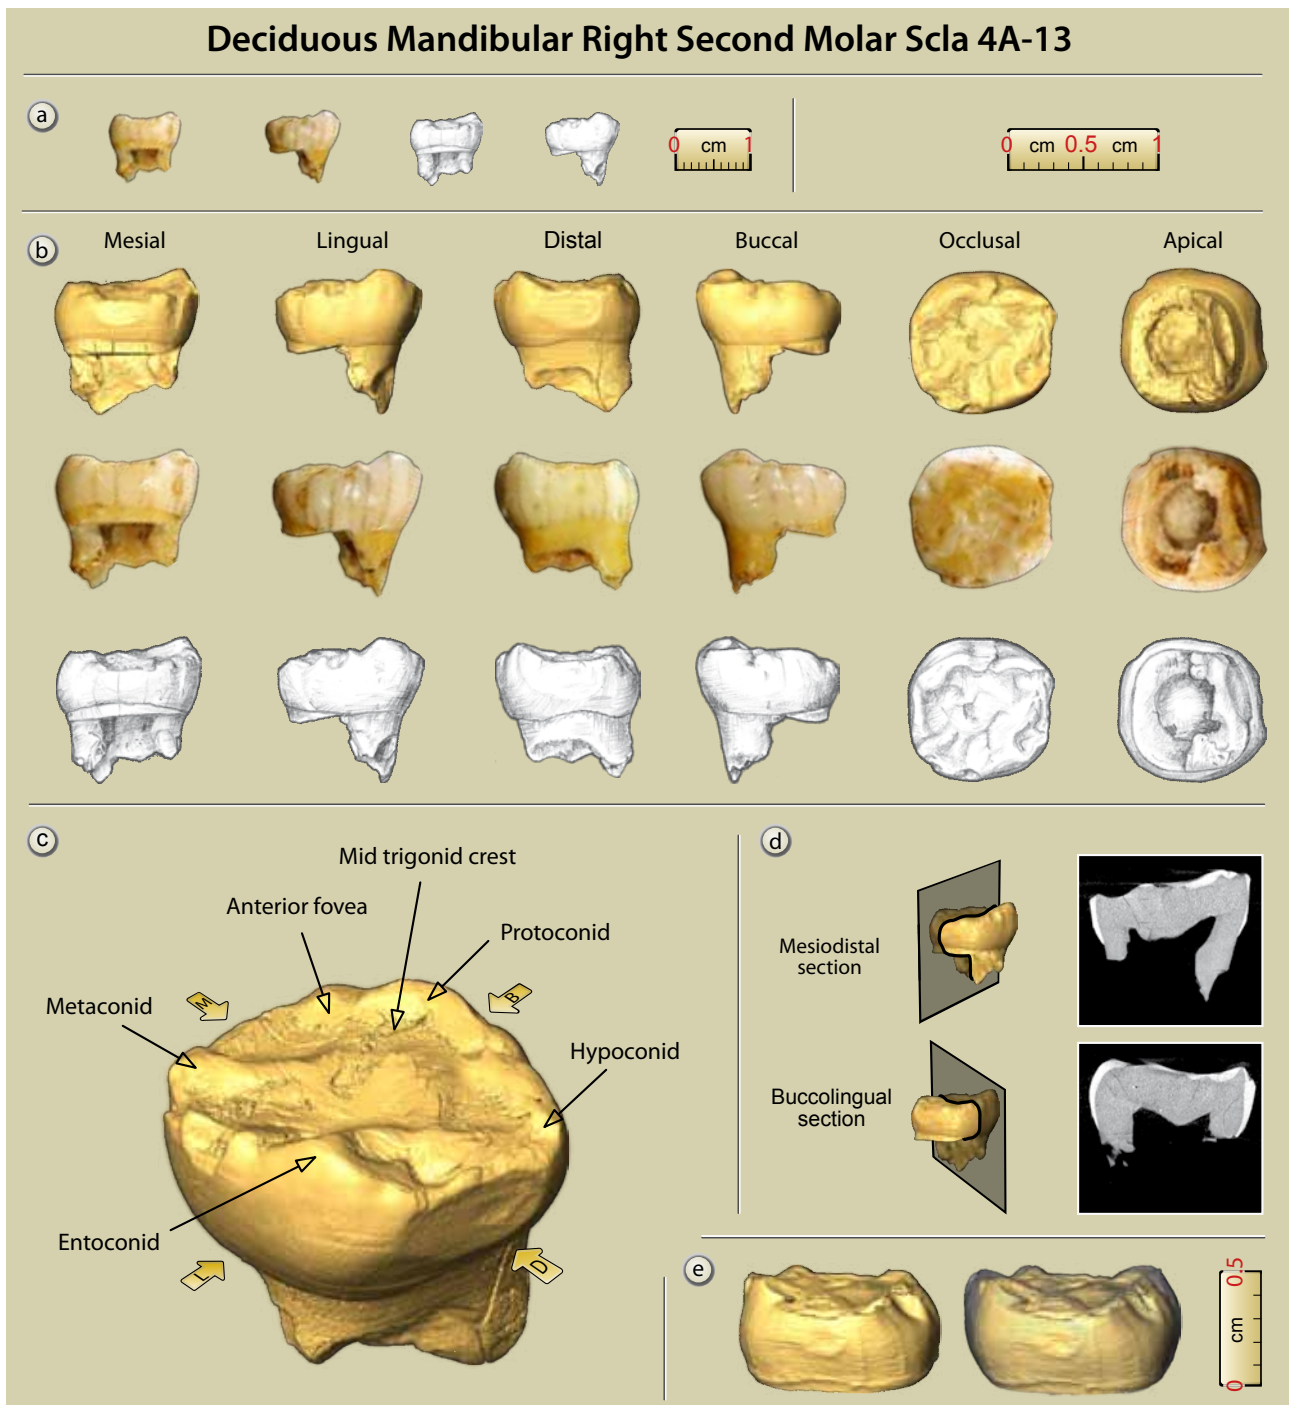 Deciduous Mandibular Right Second Molar Scla 4A-13
a
0 cm 1
0 cm 0.5 cm 1
b
Mesial Lingual Distal Buccal Occlusal Apical
c
Mid trigonid crest
Anterior fovea
Protoconid
Metaconid
M
B
Hypoconid
Entoconid
L
D
d
Mesiodistal
section
Buccolingual
section
e
0 cm 0.5